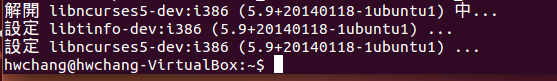 解開 libncurses5-dev:i386 (5.9+20140118-1ubuntu1) 中...
設定 libtinfo-dev:i386 (5.9+20140118-1ubuntu1) ...
設定 libncurses5-dev:i386 (5.9+20140118-1ubuntu1) ...
hwchang@hwchang-VirtualBox:~$